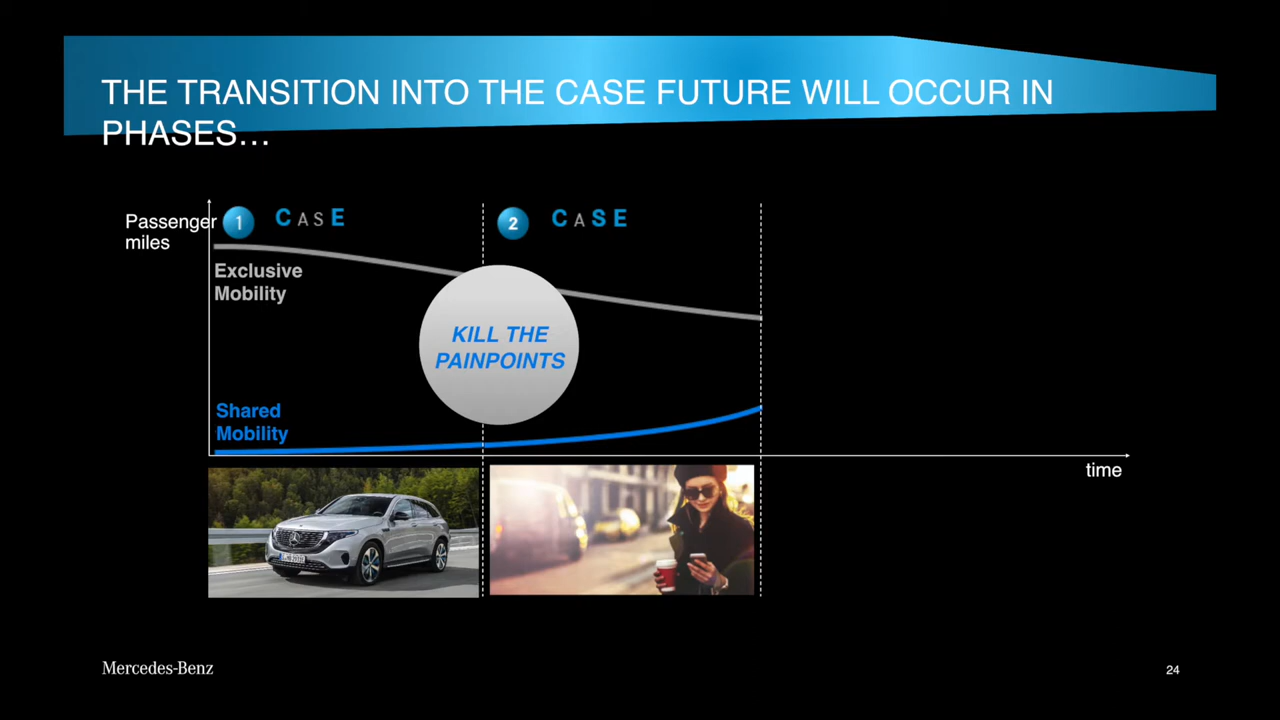 THE TRANSITION INTO THE CASE FUTURE WILL OCCUR IN
PHASES…
Passenger
miles
1
CASE
2
CASE
Exclusive
Mobility
KILL THE
PAINPOINTS
Shared
Mobility
time
Mercedes-Benz
24